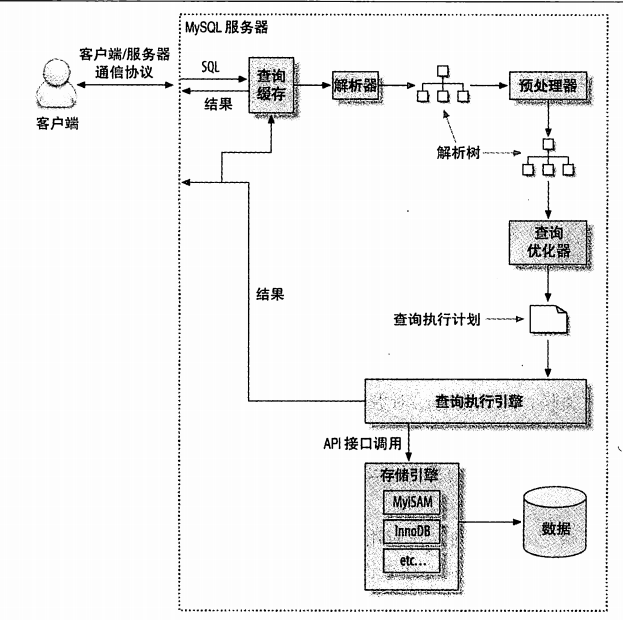 MySQL 服务器
客户端/服务器
通信协议
客户端
SQL
结果
查询
缓存
解析器
预处理器
解析树
查询
优化器
结果
查询执行计划
查询执行引擎
API 接口调用
存储引擎
MyISAM
InnoDB
etc...
数据